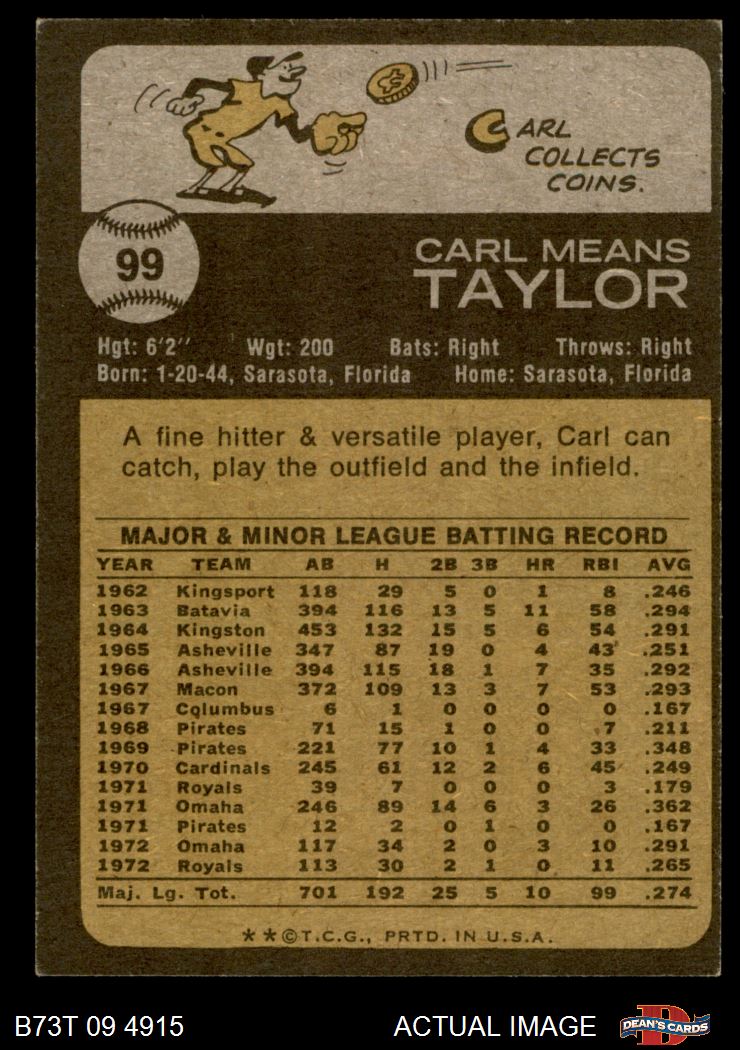 CARL
COLLECTS
COINS.
99
CARL MEANS
TAYLOR
Hgt: 6'2'' Wgt: 200 Bats: Right Throws: Right
Born: 1-20-44, Sarasota, Florida Home: Sarasota, Florida
A fine hitter & versatile player, Carl can
catch, play the outfield and the infield.
MAJOR & MINOR LEAGUE BATTING RECORD
YEAR TEAM AB H 2B 3B HR RBI AVG
1962 Kingsport 118 29 5 0 1 8 .246
1963 Batavia 394 116 13 5 11 58 .294
1964 Kingston 453 132 15 5 6 54 .291
1965 Asheville 347 87 19 0 4 43 .251
1966 Asheville 394 115 18 1 7 35 .292
1967 Macon 372 109 13 3 7 53 .293
1967 Columbus 6 1 0 0 0 0 .167
1968 Pirates 71 15 1 0 0 7 .211
1969 Pirates 221 77 10 1 4 33 .348
1970 Cardinals 245 61 12 2 6 45 .249
1971 Royals 39 7 0 0 0 3 .179
1971 Omaha 246 89 14 6 3 26 .362
1971 Pirates 12 2 0 1 0 0 .167
1972 Omaha 117 34 2 0 3 10 .291
1972 Royals 113 30 2 1 0 11 .265
Maj. Lg. Tot. 701 192 25 5 10 99 .274
**©T.C.G., PRTD. IN U.S.A.
B73T 09 4915 ACTUAL IMAGE D DEAN'S CARDS